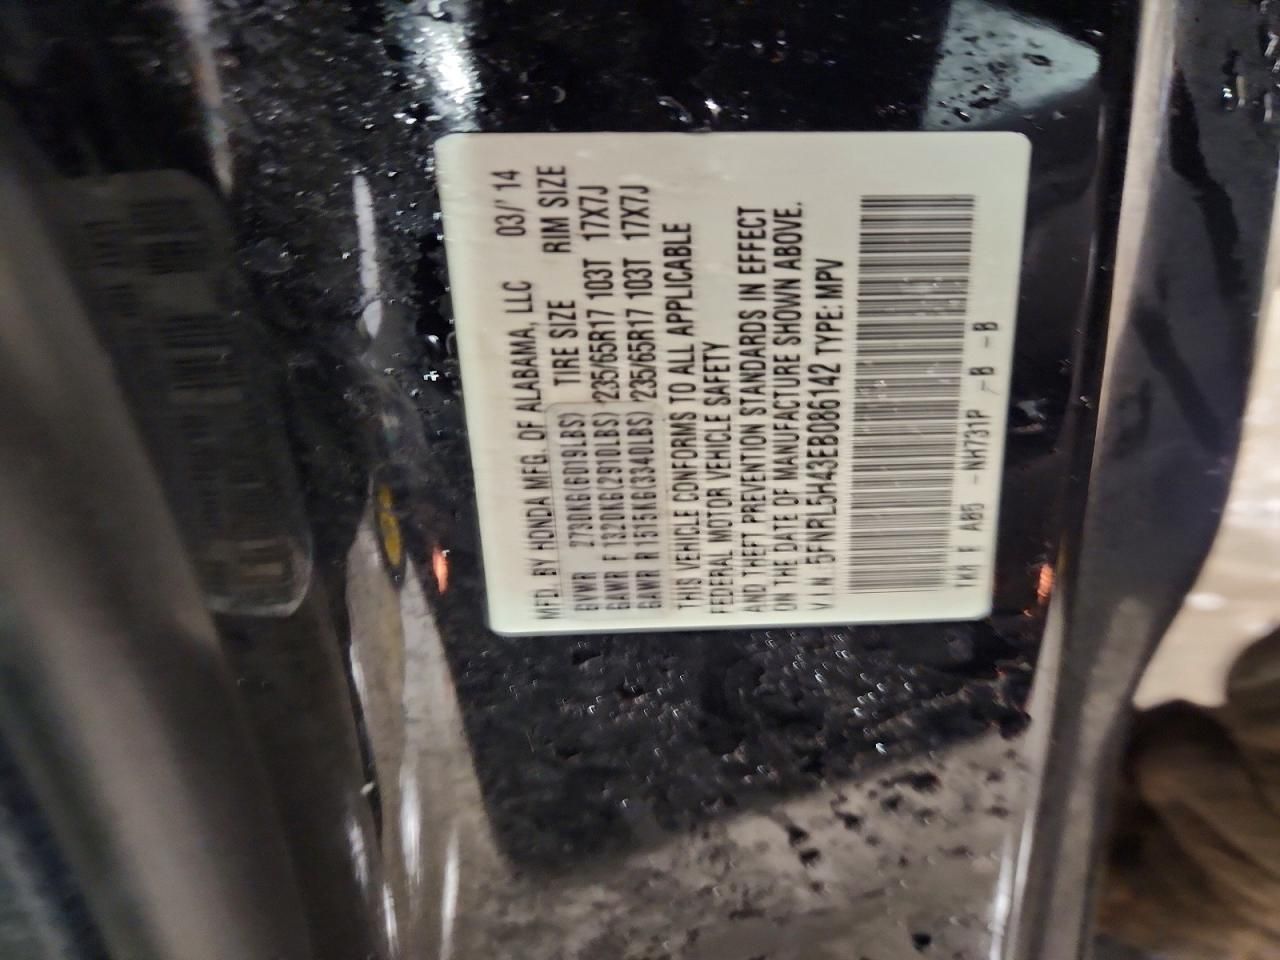 MFD. BY HONDA MFG. OF ALABAMA, LLC 03/' 14
GVWR 2730KG(6019LBS) TIRE SIZE RIM SIZE
GAWR F 1320KG(2910LBS) 235/65R17 103T 17X7J
GAWR R 1515KG(3340LBS) 235/65R17 103T 17X7J
THIS VEHICLE CONFORMS TO ALL APPLICABLE
FEDERAL MOTOR VEHICLE SAFETY
AND THEFT PREVENTION STANDARDS IN EFFECT
ON THE DATE OF MANUFACTURE SHOWN ABOVE.
V.I.N. 5FNRL5H43EB086142 TYPE: MPV
TK8 F A85 -NH731P -B -B